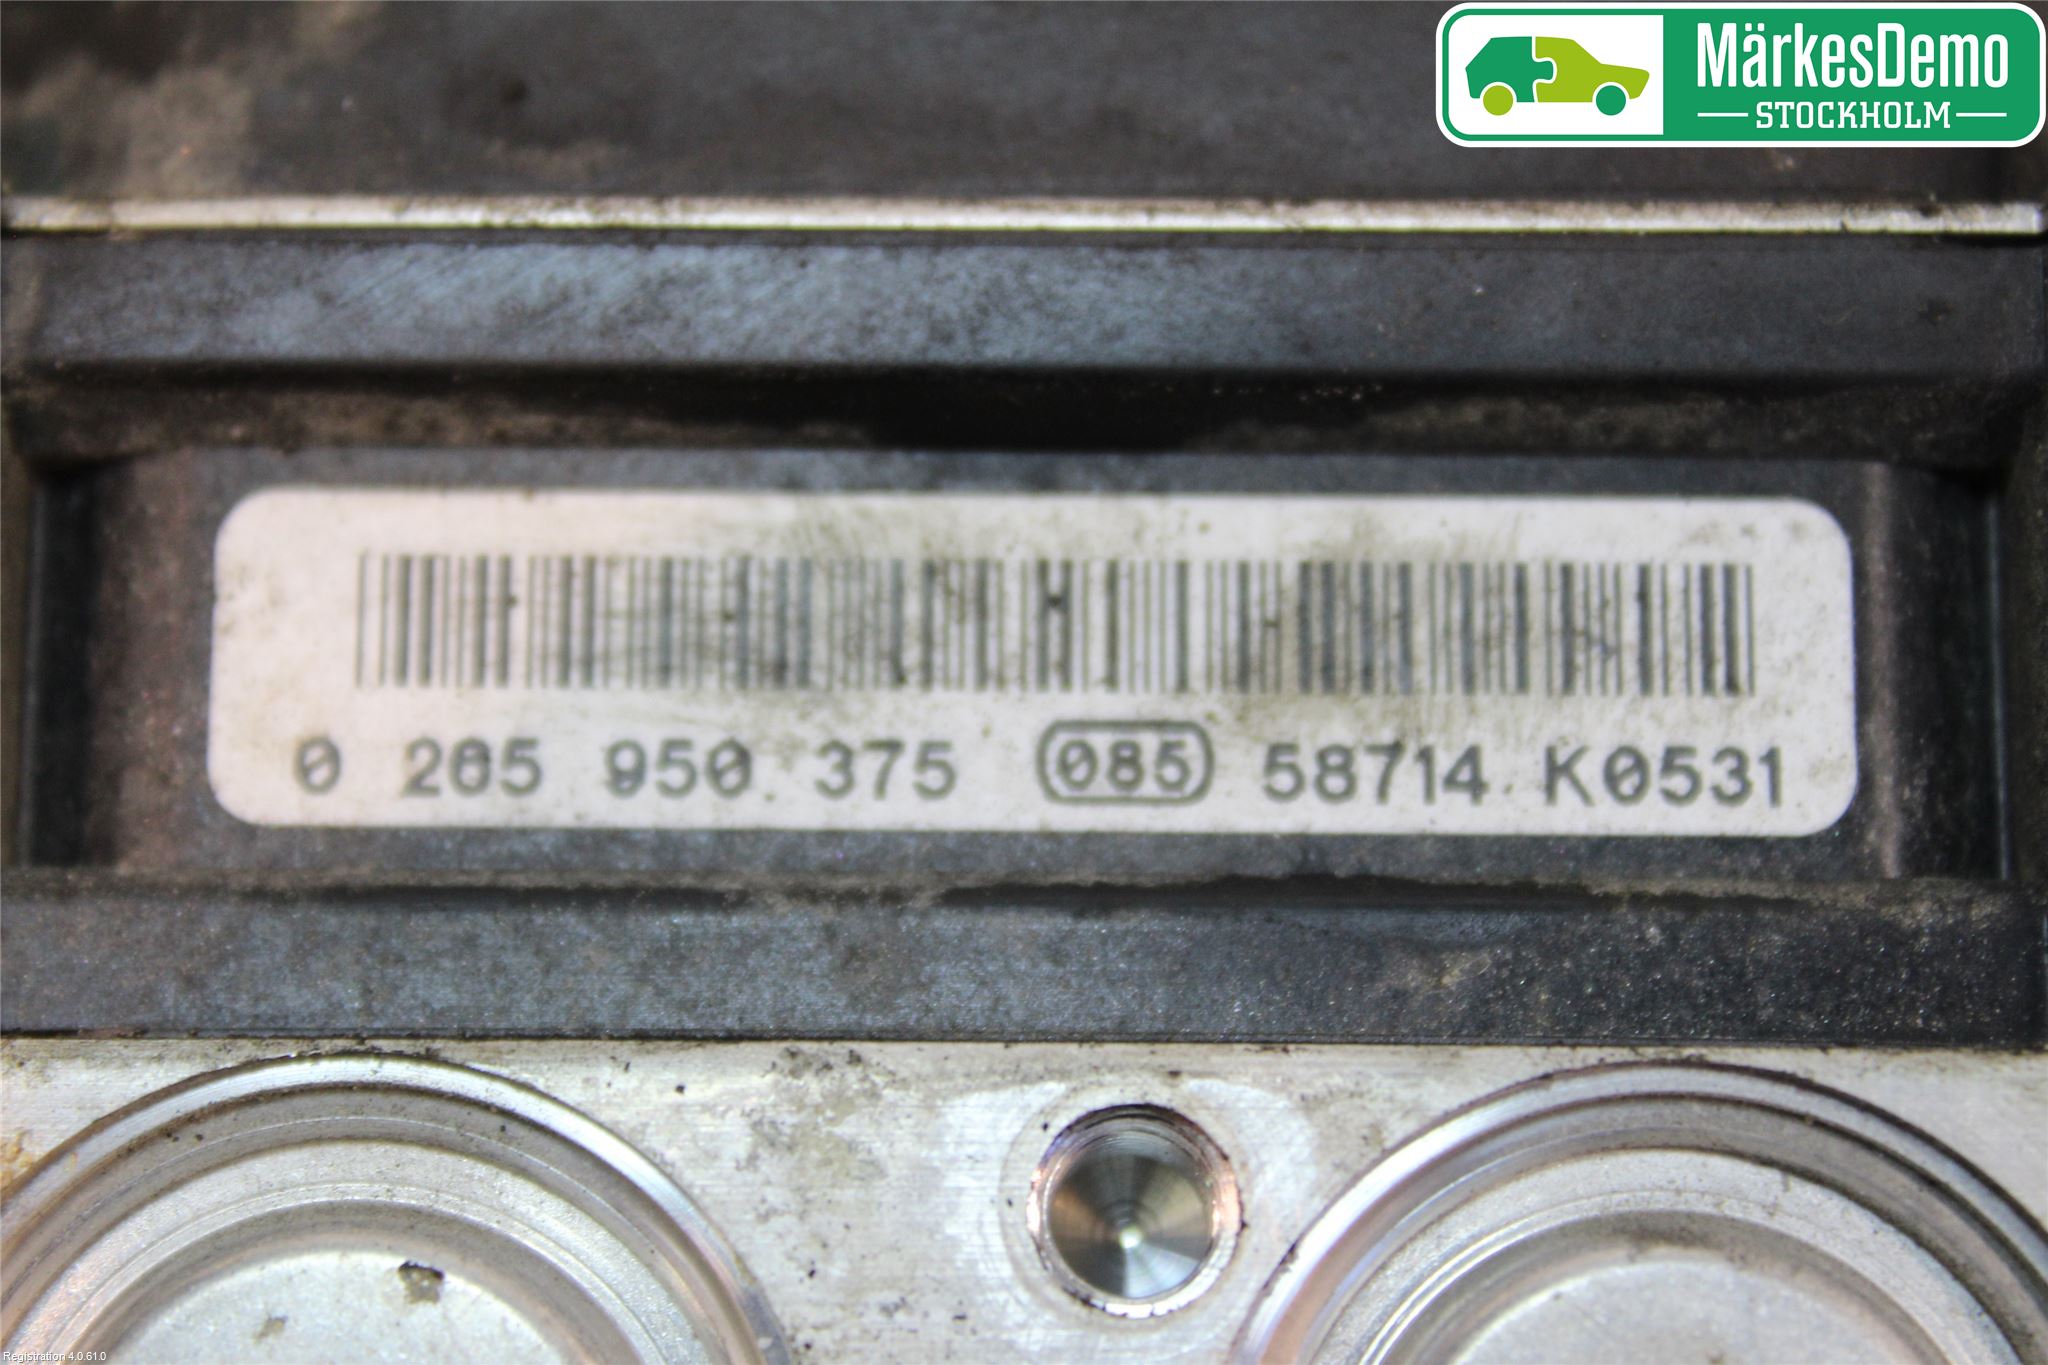 MärkesDemo
STOCKHOLM
0 265 950 375 085 58714 K0531
Registration 4.0.61.0